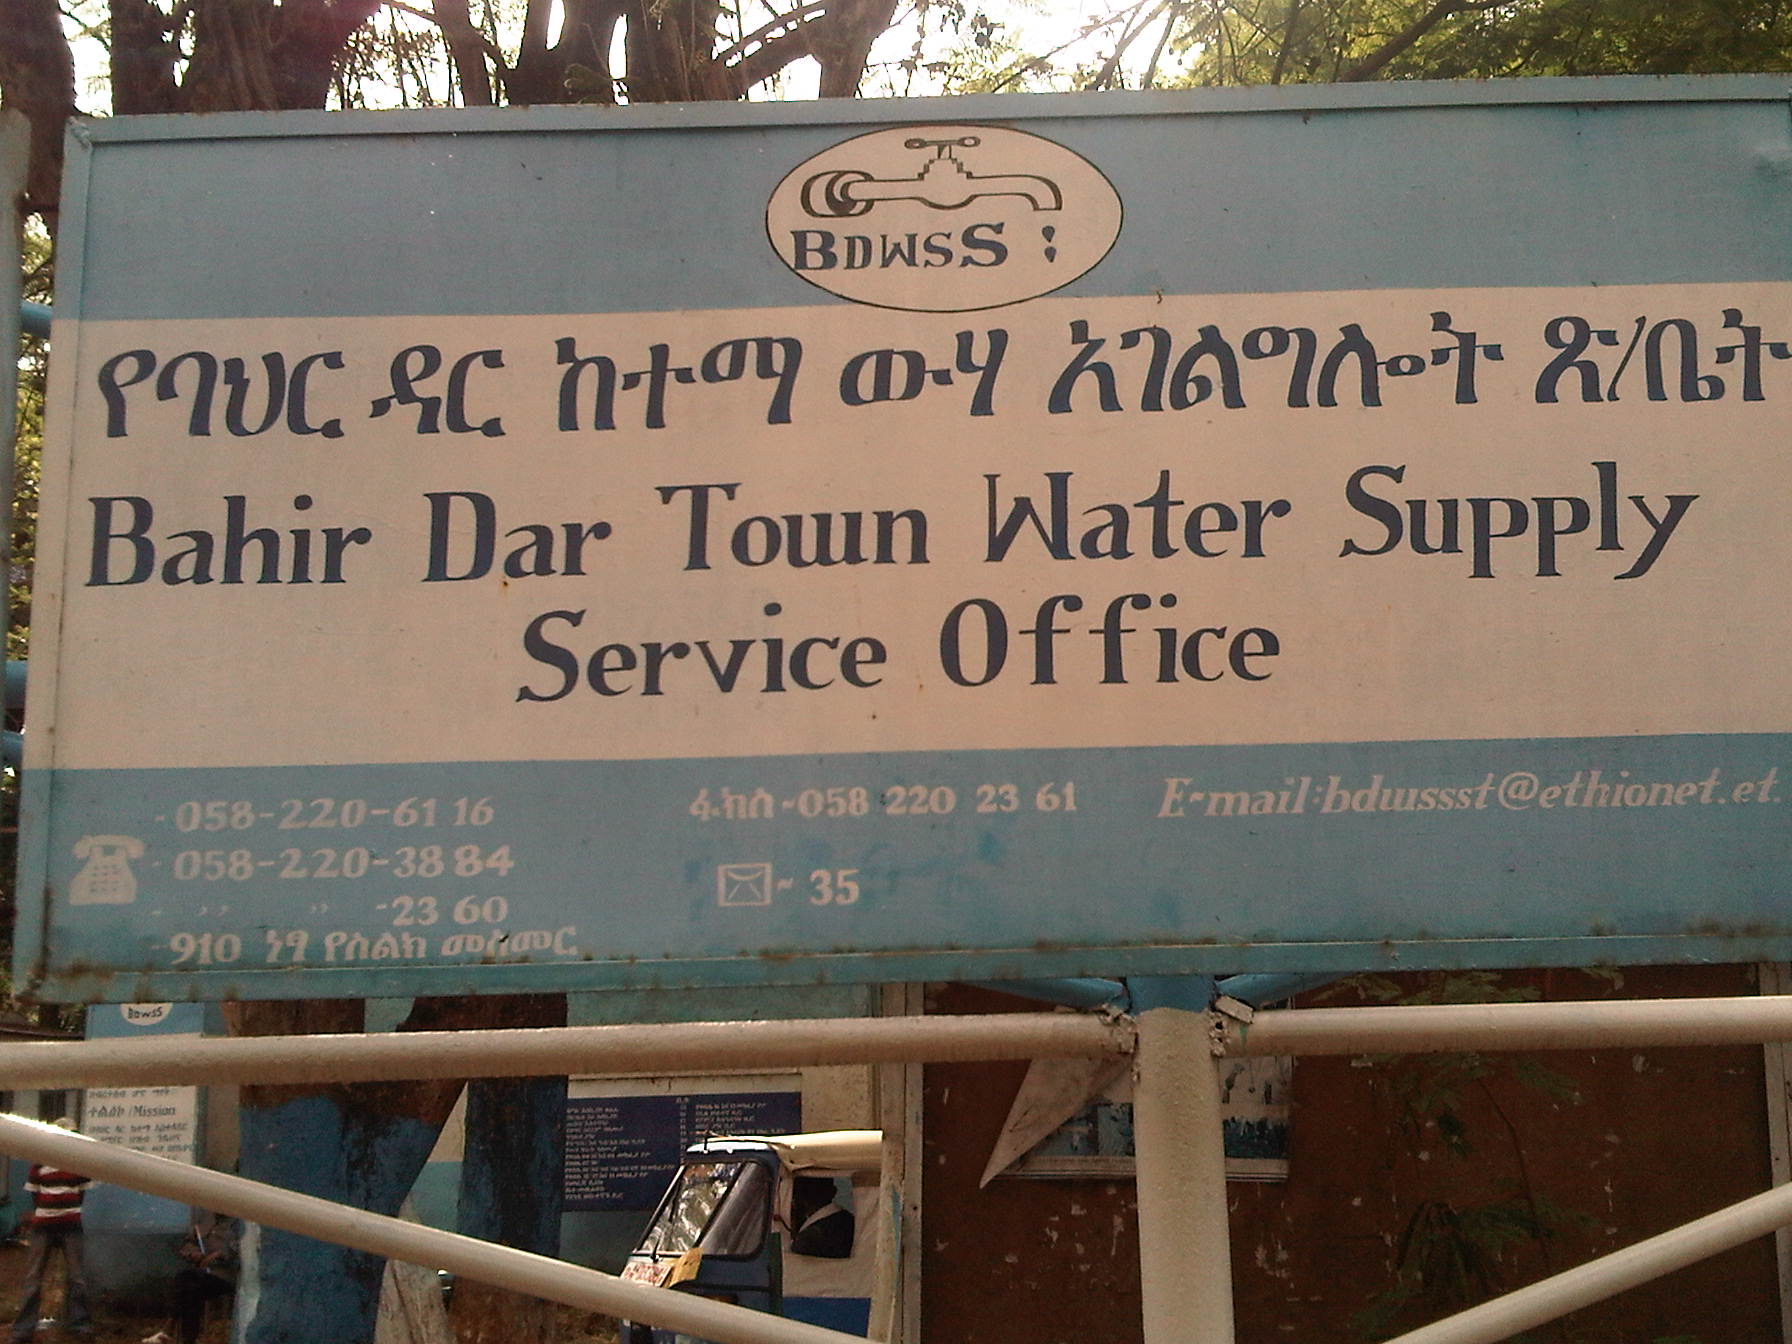 BDWSS :
የባህር ዳር ከተማ ውሃ አገልግሎት ጽ/ቤት
Bahir Dar Town Water Supply
Service Office
-058-220-61 16
-058-220-38 84
- ,, ,, -23 60
-910 ነፃ የስልክ መስመር
ፋክስ-058 220 23 61
E-mail:bdwssst@ethionet.et.
- 35
BDWSS
ተልዕኮ/Mission